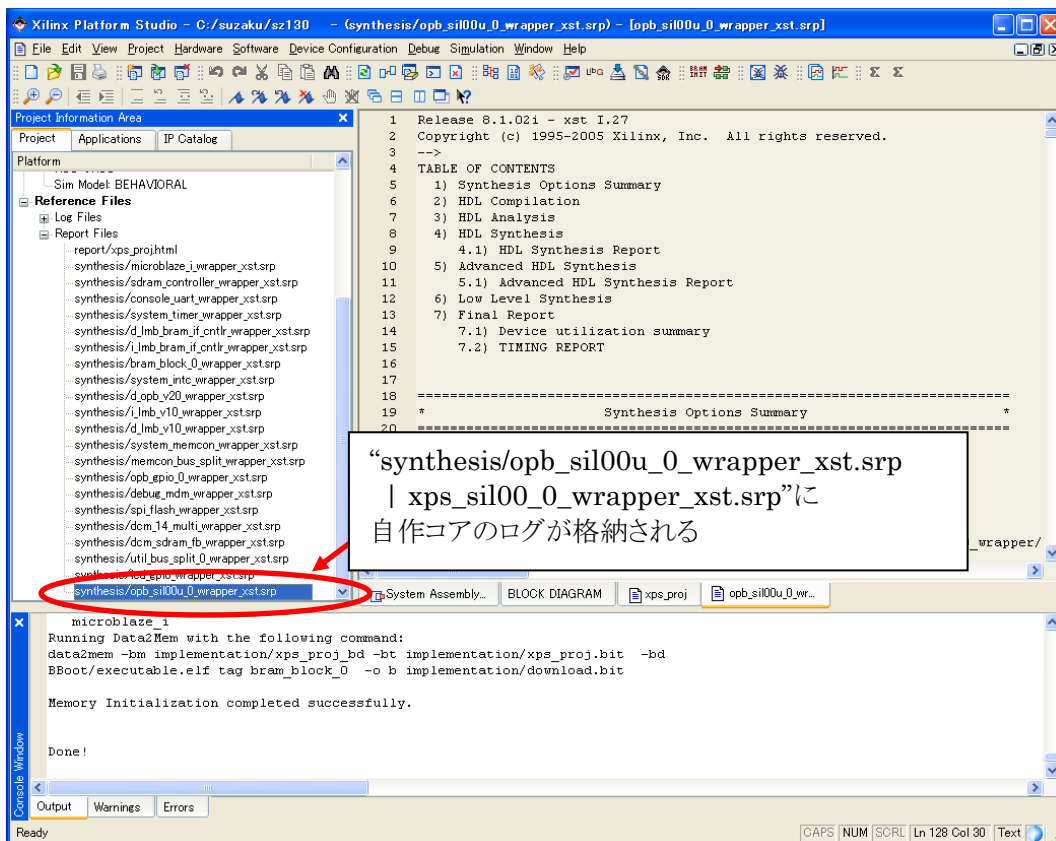 Xilinx Platform Studio - C:/suzaku/sz130 - (synthesis/opb_sil00u_0_wrapper_xst.srp) - [opb_sil00u_0_wrapper_xst.srp]
File Edit View Project Hardware Software Device Configuration Debug Simulation Window Help
Project Information Area
Project Applications IP Catalog
Platform
Sim Model: BEHAVIORAL
Reference Files
Log Files
Report Files
report/xps_proj.html
synthesis/microblaze_i_wrapper_xst.srp
synthesis/sdram_controller_wrapper_xst.srp
synthesis/console_uart_wrapper_xst.srp
synthesis/system_timer_wrapper_xst.srp
synthesis/d_lmb_bram_if_cntlr_wrapper_xst.srp
synthesis/i_lmb_bram_if_cntlr_wrapper_xst.srp
synthesis/bram_block_0_wrapper_xst.srp
synthesis/system_intc_wrapper_xst.srp
synthesis/d_opb_v20_wrapper_xst.srp
synthesis/i_lmb_v10_wrapper_xst.srp
synthesis/d_lmb_v10_wrapper_xst.srp
synthesis/system_memcon_wrapper_xst.srp
synthesis/memcon_bus_split_wrapper_xst.srp
synthesis/opb_gpio_0_wrapper_xst.srp
synthesis/debug_mdm_wrapper_xst.srp
synthesis/spi_flash_wrapper_xst.srp
synthesis/dcm_14_multi_wrapper_xst.srp
synthesis/dcm_sdram_fb_wrapper_xst.srp
synthesis/util_bus_split_0_wrapper_xst.srp
synthesis/led_gpio_wrapper_xst.srp
synthesis/opb_sil00u_0_wrapper_xst.srp
1 Release 8.1.02i - xst I.27
2 Copyright (c) 1995-2005 Xilinx, Inc. All rights reserved.
3 -->
4 TABLE OF CONTENTS
5 1) Synthesis Options Summary
6 2) HDL Compilation
7 3) HDL Analysis
8 4) HDL Synthesis
9 4.1) HDL Synthesis Report
10 5) Advanced HDL Synthesis
11 5.1) Advanced HDL Synthesis Report
12 6) Low Level Synthesis
13 7) Final Report
14 7.1) Device utilization summary
15 7.2) TIMING REPORT
16
17
18 =========================================================================
19 * Synthesis Options Summary *
20 =========================================================================
“synthesis/opb_sil00u_0_wrapper_xst.srp
| xps_sil00_0_wrapper_xst.srp”に
自作コアのログが格納される
_wrapper/
System Assembly... BLOCK DIAGRAM xps_proj opb_sil00u_0_wr...
microblaze_i
Running Data2Mem with the following command:
data2mem -bm implementation/xps_proj_bd -bt implementation/xps_proj.bit -bd
BBoot/executable.elf tag bram_block_0 -o b implementation/download.bit
Memory Initialization completed successfully.
Done!
Console Window
Output Warnings Errors
Ready
CAPS NUM SCRL Ln 128 Col 30 Text